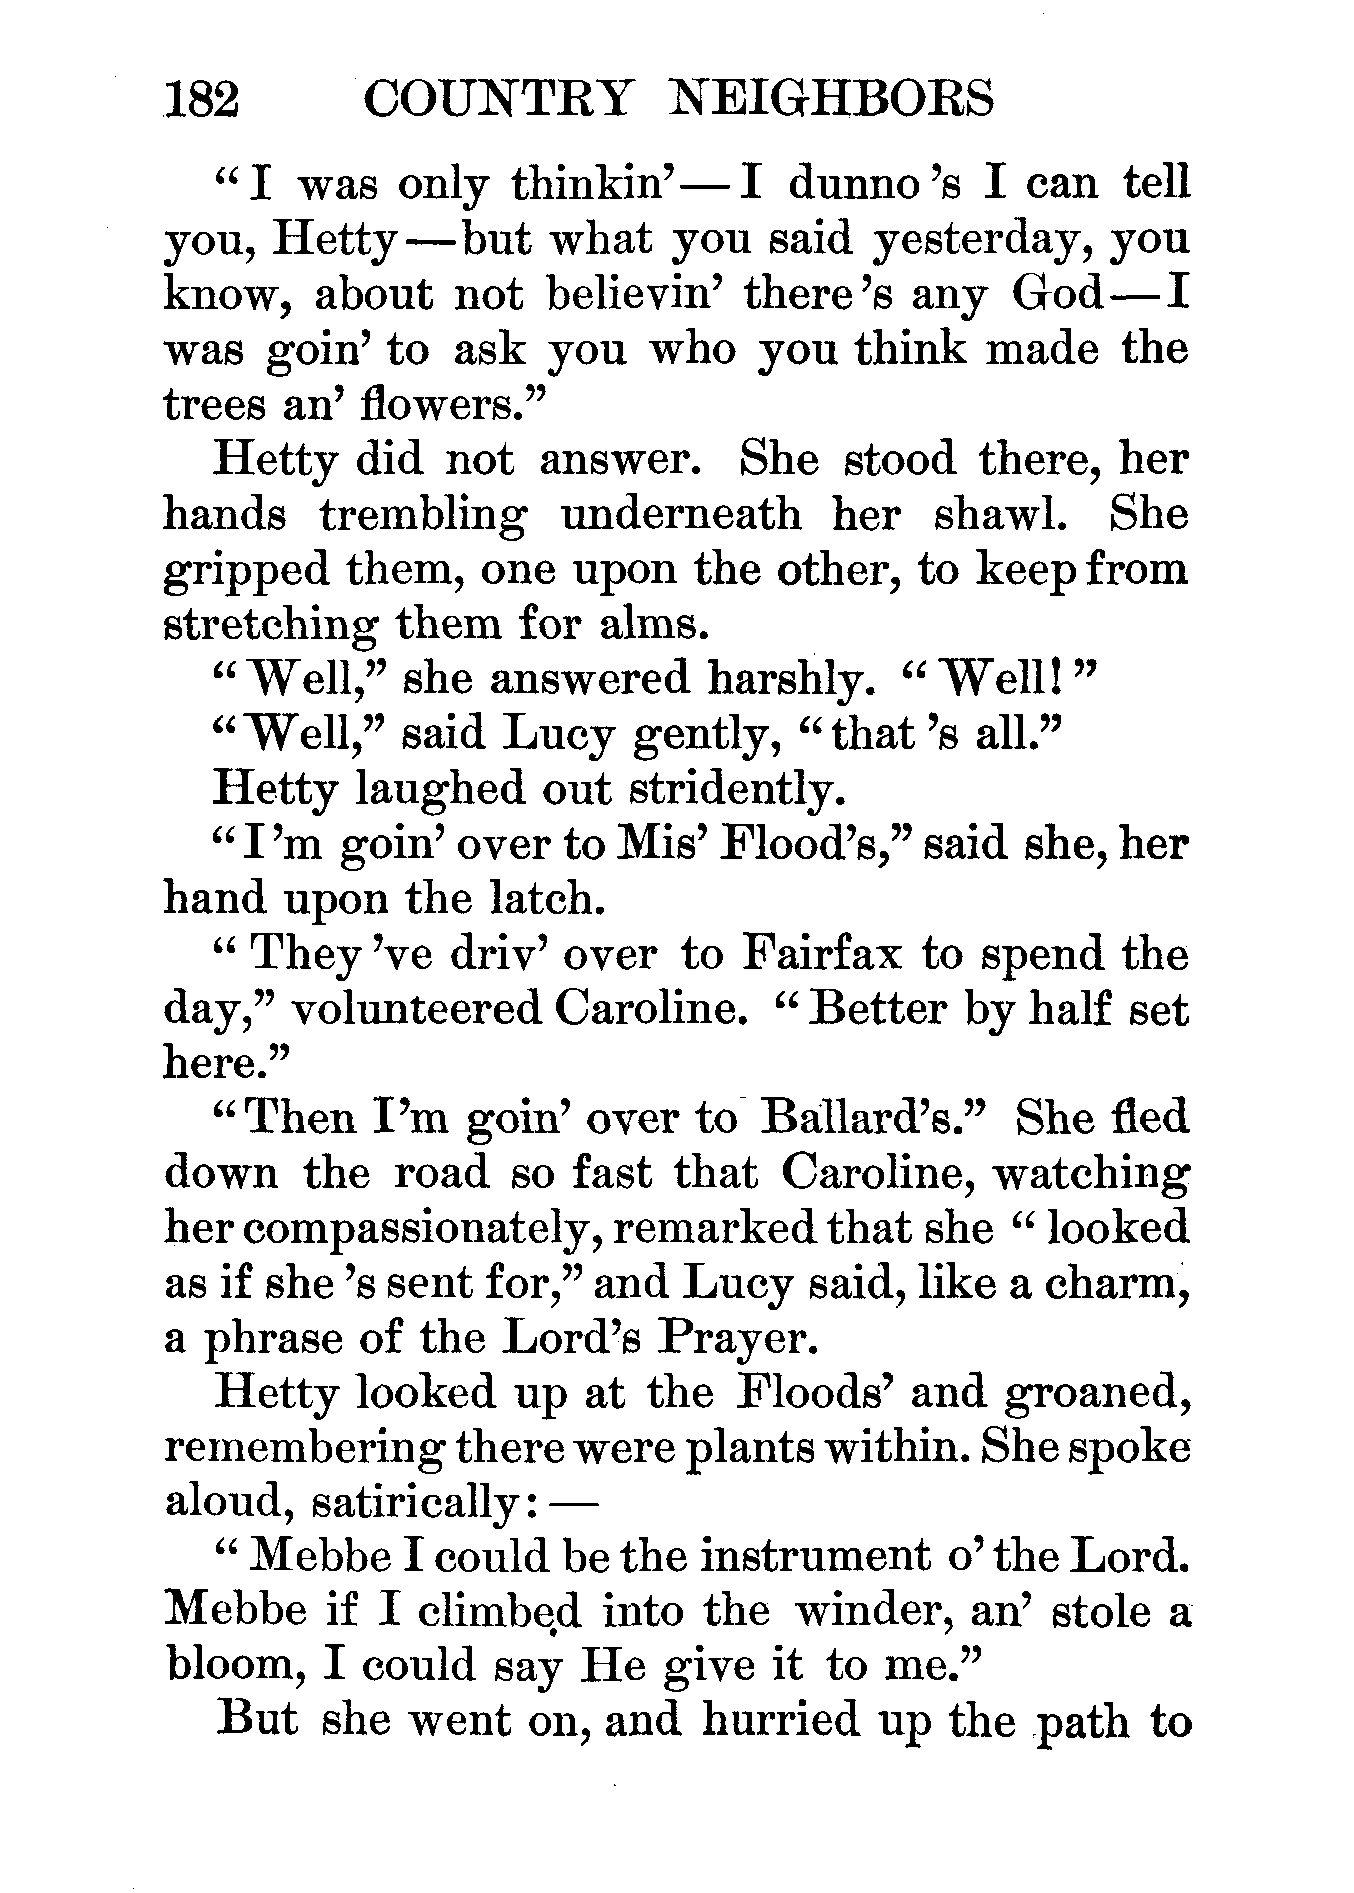 182 COUNTRY NEIGHBORS
“I was only thinkin’—I dunno ’s I can tell
you, Hetty—but what you said yesterday, you
know, about not believin’ there ’s any God—I
was goin’ to ask you who you think made the
trees an’ flowers.”
Hetty did not answer. She stood there, her
hands trembling underneath her shawl. She
gripped them, one upon the other, to keep from
stretching them for alms.
“Well,” she answered harshly. “Well!”
“Well,” said Lucy gently, “that ’s all.”
Hetty laughed out stridently.
“I ’m goin’ over to Mis’ Flood’s,” said she, her
hand upon the latch.
“They ’ve driv’ over to Fairfax to spend the
day,” volunteered Caroline. “Better by half set
here.”
“Then I’m goin’ over to Ballard’s.” She fled
down the road so fast that Caroline, watching
her compassionately, remarked that she “looked
as if she ’s sent for,” and Lucy said, like a charm,
a phrase of the Lord’s Prayer.
Hetty looked up at the Floods’ and groaned,
remembering there were plants within. She spoke
aloud, satirically:—
“Mebbe I could be the instrument o’ the Lord.
Mebbe if I climbed into the winder, an’ stole a
bloom, I could say He give it to me.”
But she went on, and hurried up the path to